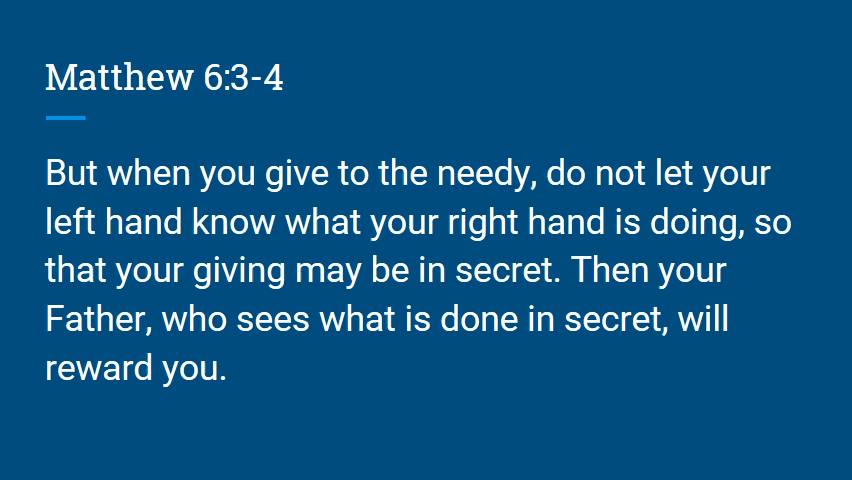 Matthew 6:3-4
But when you give to the needy, do not let your
left hand know what your right hand is doing, so
that your giving may be in secret. Then your
Father, who sees what is done in secret, will
reward you.